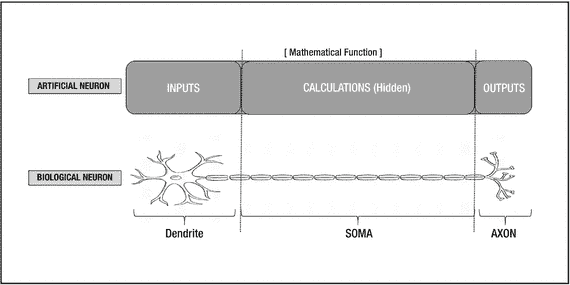 [ Mathematical Function ]
ARTIFICIAL NEURON
INPUTS
CALCULATIONS (Hidden)
OUTPUTS
BIOLOGICAL NEURON
Dendrite
SOMA
AXON